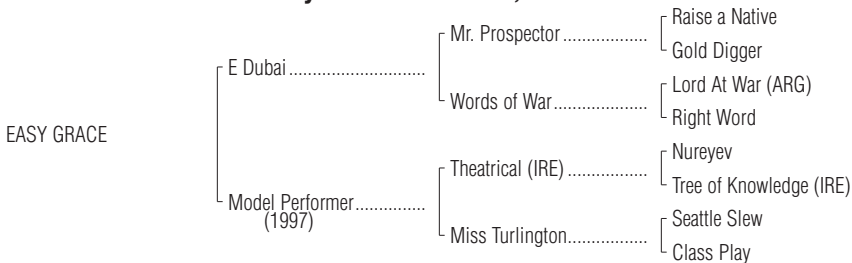 Raise a Native
Mr. Prospector ..................
Gold Digger
E Dubai ............................
Lord At War (ARG)
Words of War ...................
Right Word
EASY GRACE
Nureyev
Theatrical (IRE) ................
Tree of Knowledge (IRE)
Model Performer ..............
(1997)
Seattle Slew
Miss Turlington .................
Class Play